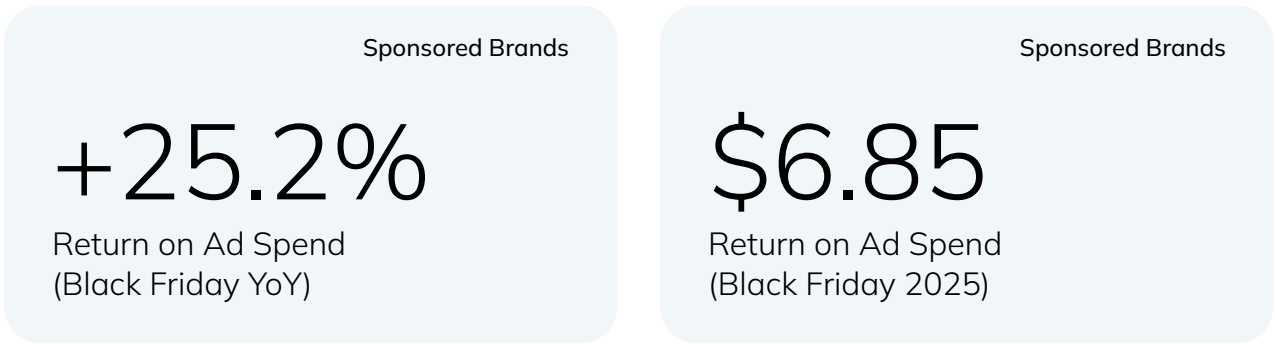 Sponsored Brands
+25.2%
Return on Ad Spend
(Black Friday YoY)
Sponsored Brands
$6.85
Return on Ad Spend
(Black Friday 2025)